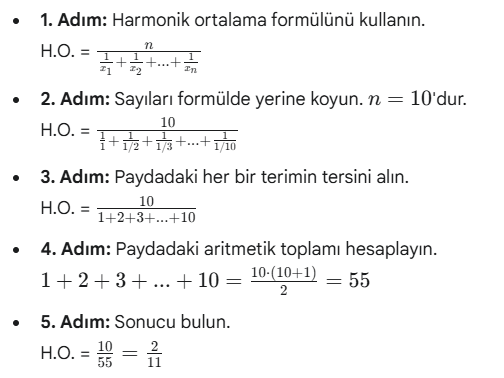 • 1. Adım: Harmonik ortalama formülünü kullanın.
H.O. = \frac{n}{\frac{1}{x_1}+\frac{1}{x_2}+...+\frac{1}{x_n}}
• 2. Adım: Sayıları formülde yerine koyun. n = 10'dur.
H.O. = \frac{10}{\frac{1}{1}+\frac{1}{1/2}+\frac{1}{1/3}+...+\frac{1}{1/10}}
• 3. Adım: Paydadaki her bir terimin tersini alın.
H.O. = \frac{10}{1+2+3+...+10}
• 4. Adım: Paydadaki aritmetik toplamı hesaplayın.
1 + 2 + 3 + ... + 10 = \frac{10·(10+1)}{2} = 55
• 5. Adım: Sonucu bulun.
H.O. = \frac{10}{55} = \frac{2}{11}